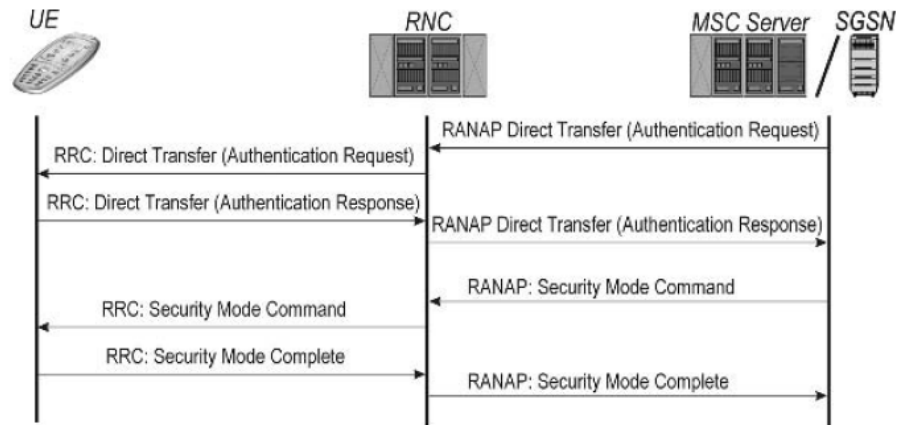 UE
RNC
MSC Server / SGSN
RANAP Direct Transfer (Authentication Request)
RRC: Direct Transfer (Authentication Request)
RRC: Direct Transfer (Authentication Response)
RANAP Direct Transfer (Authentication Response)
RANAP: Security Mode Command
RRC: Security Mode Command
RRC: Security Mode Complete
RANAP: Security Mode Complete